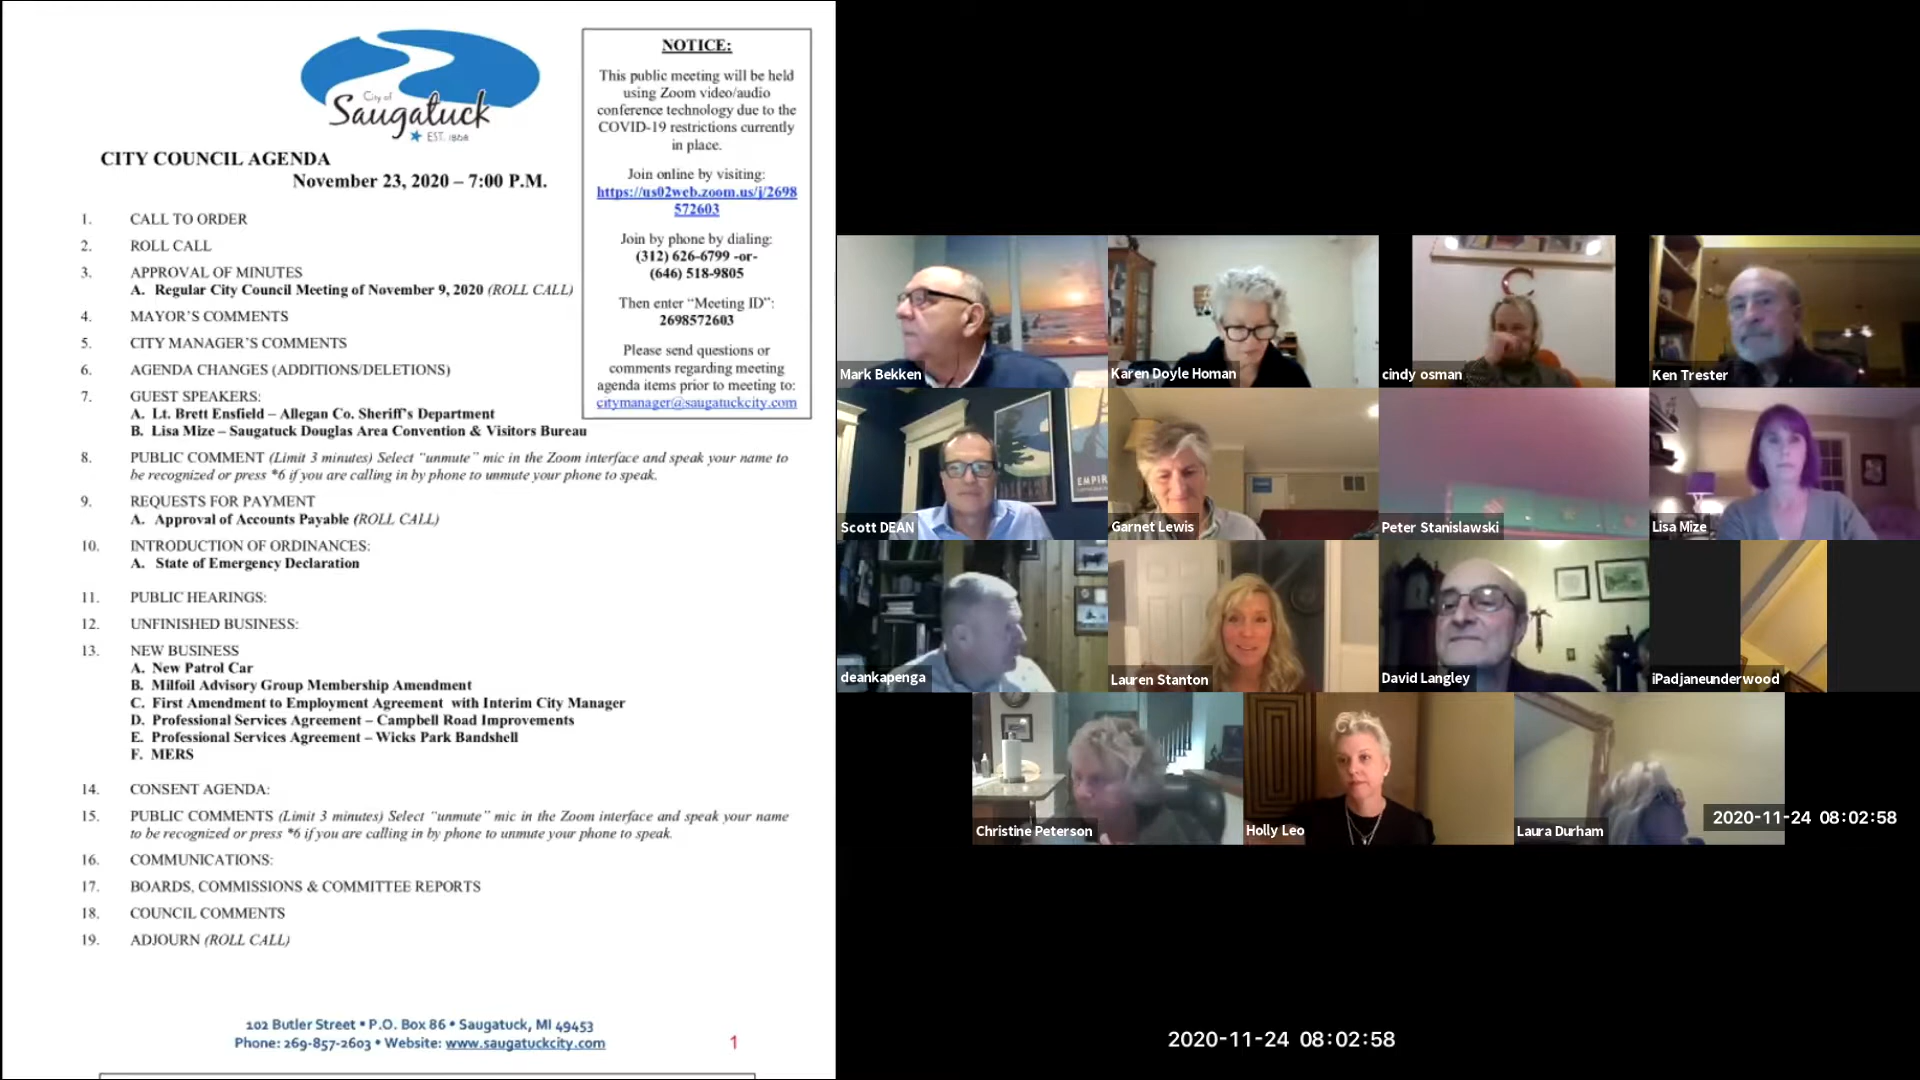 City of
Saugatuck
EST. 1868
NOTICE:
This public meeting will be held
using Zoom video/audio
conference technology due to the
COVID-19 restrictions currently
in place.
Join online by visiting:
https://us02web.zoom.us/j/2698
572603
Join by phone by dialing:
(312) 626-6799 -or-
(646) 518-9805
Then enter “Meeting ID”:
2698572603
Please send questions or
comments regarding meeting
agenda items prior to meeting to:
citymanager@saugatuckcity.com
CITY COUNCIL AGENDA
November 23, 2020 – 7:00 P.M.
1. CALL TO ORDER
2. ROLL CALL
3. APPROVAL OF MINUTES
A. Regular City Council Meeting of November 9, 2020 (ROLL CALL)
4. MAYOR’S COMMENTS
5. CITY MANAGER’S COMMENTS
6. AGENDA CHANGES (ADDITIONS/DELETIONS)
7. GUEST SPEAKERS:
A. Lt. Brett Ensfield – Allegan Co. Sheriff’s Department
B. Lisa Mize – Saugatuck Douglas Area Convention & Visitors Bureau
8. PUBLIC COMMENT (Limit 3 minutes) Select “unmute” mic in the Zoom interface and speak your name to
be recognized or press *6 if you are calling in by phone to unmute your phone to speak.
9. REQUESTS FOR PAYMENT
A. Approval of Accounts Payable (ROLL CALL)
10. INTRODUCTION OF ORDINANCES:
A. State of Emergency Declaration
11. PUBLIC HEARINGS:
12. UNFINISHED BUSINESS:
13. NEW BUSINESS
A. New Patrol Car
B. Milfoil Advisory Group Membership Amendment
C. First Amendment to Employment Agreement with Interim City Manager
D. Professional Services Agreement – Campbell Road Improvements
E. Professional Services Agreement – Wicks Park Bandshell
F. MERS
14. CONSENT AGENDA:
15. PUBLIC COMMENTS (Limit 3 minutes) Select “unmute” mic in the Zoom interface and speak your name
to be recognized or press *6 if you are calling in by phone to unmute your phone to speak.
16. COMMUNICATIONS:
17. BOARDS, COMMISSIONS & COMMITTEE REPORTS
18. COUNCIL COMMENTS
19. ADJOURN (ROLL CALL)
102 Butler Street • P.O. Box 86 • Saugatuck, MI 49453
Phone: 269-857-2603 • Website: www.saugatuckcity.com
1
C
Mark Bekken
Karen Doyle Homan
cindy osman
Ken Trester
EMPIR
Scott DEAN
Garnet Lewis
Peter Stanislawski
Lisa Mize
deankapenga
Lauren Stanton
David Langley
iPadjaneunderwood
Christine Peterson
Holly Leo
Laura Durham
2020-11-24 08:02:58
2020-11-24 08:02:58